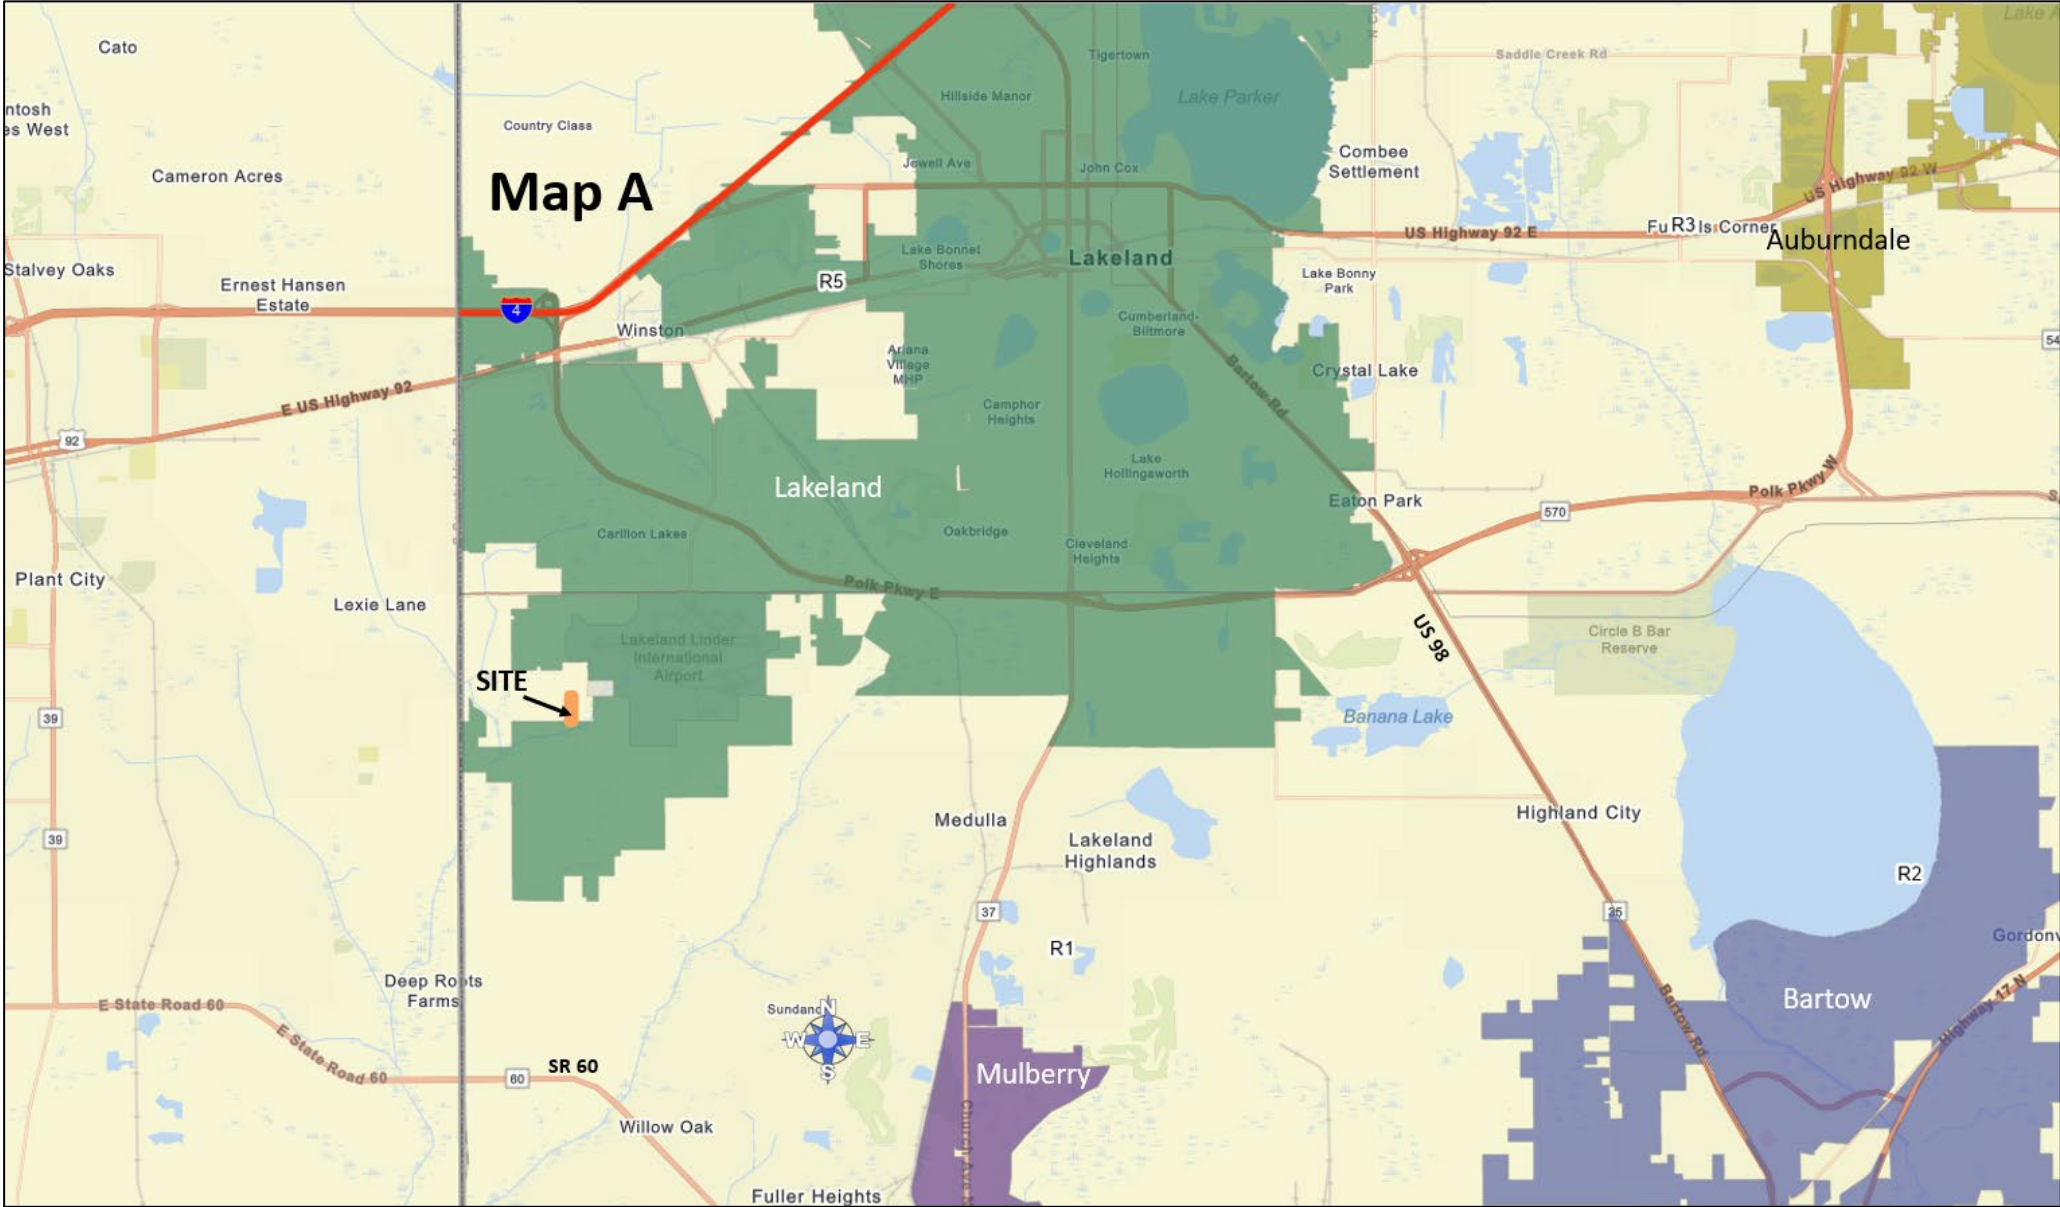 Cato
Tigertown
Saddle Creek Rd
Lake A
Hillside Manor
Lake Parker
ntosh
es West
Country Class
Combee
Settlement
Jewell Ave
John Cox
Cameron Acres
Map A
US Highway 92 W
US Highway 92 E
Fu
R3
ls Corner
Auburndale
Lake Bonnet
Shores
Lakeland
Stalvey Oaks
Ernest Hansen
Estate
R5
Lake Bonny
Park
4
Winston
Cumberland-
Biltmore
54
Ariana
Village
MHP
Crystal Lake
Bartow Rd
E US Highway 92
92
Camphor
Heights
Lake
Hollingsworth
Lakeland
Polk Pkwy W
Eaton Park
570
Carillon Lakes
Oakbridge
Cleveland
Heights
Plant City
Polk Pkwy E
Lexie Lane
Lakeland Linder
International
Airport
US 98
Circle B Bar
Reserve
SITE
39
Banana Lake
Medulla
Highland City
39
Lakeland
Highlands
R2
37
35
R1
Gordonv
Deep Roots
Farms
E State Road 60
Sundanc
N
W
E
S
Bartow
Highway 17 N
Bartow Rd
E State Road 60
60
SR 60
Mulberry
Willow Oak
Church Ave N
Fuller Heights